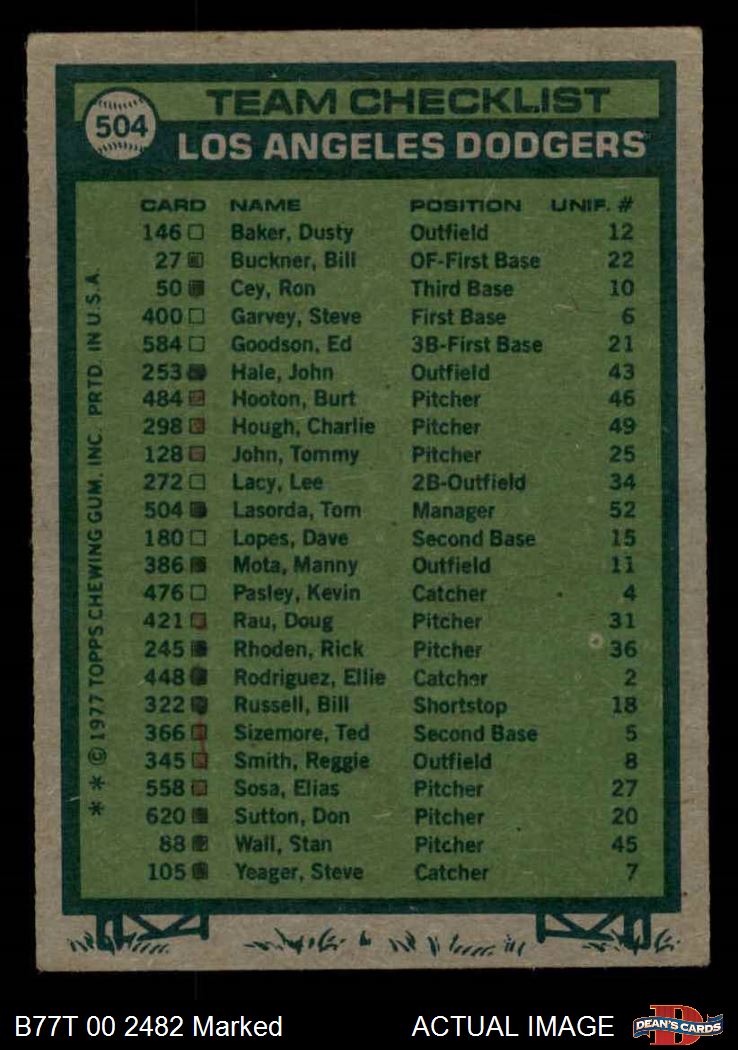 504
TEAM CHECKLIST
LOS ANGELES DODGERS
CARD NAME POSITION UNIF. #
146 Baker, Dusty Outfield 12
27 Buckner, Bill OF-First Base 22
50 Cey, Ron Third Base 10
400 Garvey, Steve First Base 6
584 Goodson, Ed 3B-First Base 21
253 Hale, John Outfield 43
484 Hooton, Burt Pitcher 46
298 Hough, Charlie Pitcher 49
128 John, Tommy Pitcher 25
272 Lacy, Lee 2B-Outfield 34
504 Lasorda, Tom Manager 52
180 Lopes, Dave Second Base 15
386 Mota, Manny Outfield 11
476 Pasley, Kevin Catcher 4
421 Rau, Doug Pitcher 31
245 Rhoden, Rick Pitcher 36
448 Rodriguez, Ellie Catcher 2
322 Russell, Bill Shortstop 18
366 Sizemore, Ted Second Base 5
345 Smith, Reggie Outfield 8
558 Sosa, Elias Pitcher 27
620 Sutton, Don Pitcher 20
88 Wall, Stan Pitcher 45
105 Yeager, Steve Catcher 7
* * © 1977 TOPPS CHEWING GUM, INC. PRTD. IN U.S.A.
B77T 00 2482 Marked ACTUAL IMAGE
D
DEAN'S CARDS